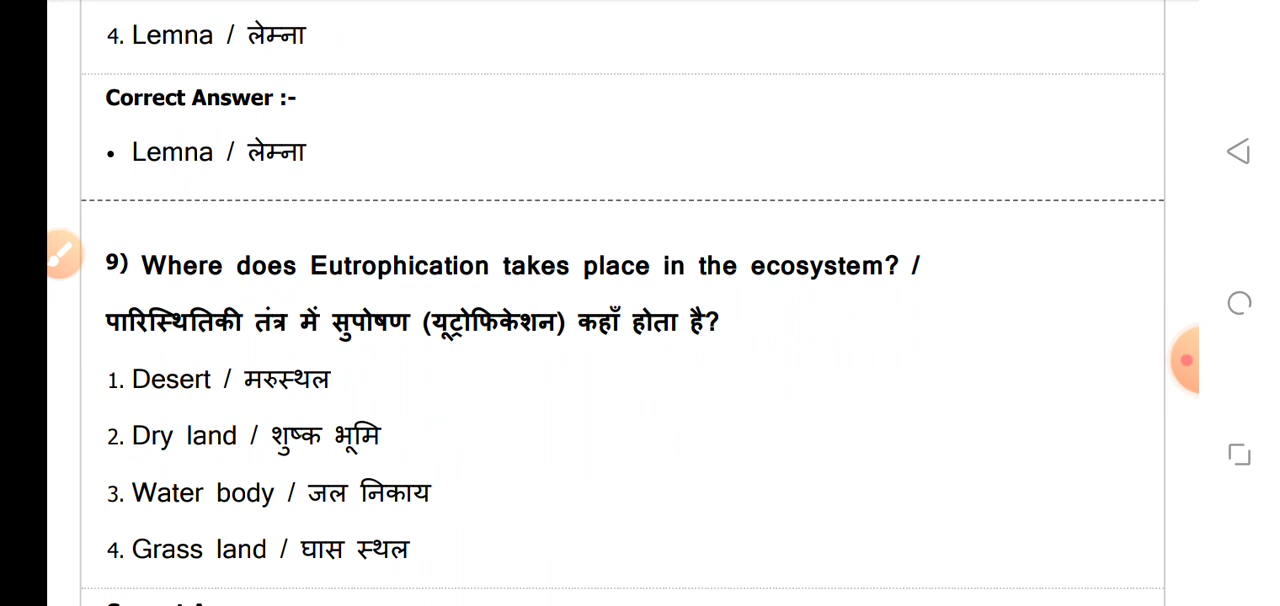 4. Lemna / लेम्ना
Correct Answer :-
• Lemna / लेम्ना
9) Where does Eutrophication takes place in the ecosystem? /
पारिस्थितिकी तंत्र में सुपोषण (यूट्रोफिकेशन) कहाँ होता है?
1. Desert / मरुस्थल
2. Dry land / शुष्क भूमि
3. Water body / जल निकाय
4. Grass land / घास स्थल